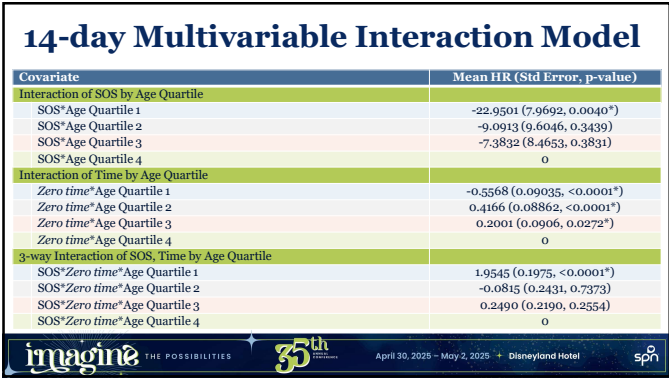 14-day Multivariable Interaction Model
Covariate Mean HR (Std Error, p-value)
Interaction of SOS by Age Quartile
SOS*Age Quartile 1 -22.9501 (7.9692, 0.0040*)
SOS*Age Quartile 2 -9.0913 (9.6046, 0.3439)
SOS*Age Quartile 3 -7.3832 (8.4653, 0.3831)
SOS*Age Quartile 4 0
Interaction of Time by Age Quartile
Zero time*Age Quartile 1 -0.5568 (0.09035, <0.0001*)
Zero time*Age Quartile 2 0.4166 (0.08862, <0.0001*)
Zero time*Age Quartile 3 0.2001 (0.0906, 0.0272*)
Zero time*Age Quartile 4 0
3-way Interaction of SOS, Time by Age Quartile
SOS*Zero time*Age Quartile 1 1.9545 (0.1975, <0.0001*)
SOS*Zero time*Age Quartile 2 -0.0815 (0.2431, 0.7373)
SOS*Zero time*Age Quartile 3 0.2490 (0.2190, 0.2554)
SOS*Zero time*Age Quartile 4 0
imagine THE POSSIBILITIES 35th ANNUAL CONFERENCE April 30, 2025 – May 2, 2025 Disneyland Hotel spn